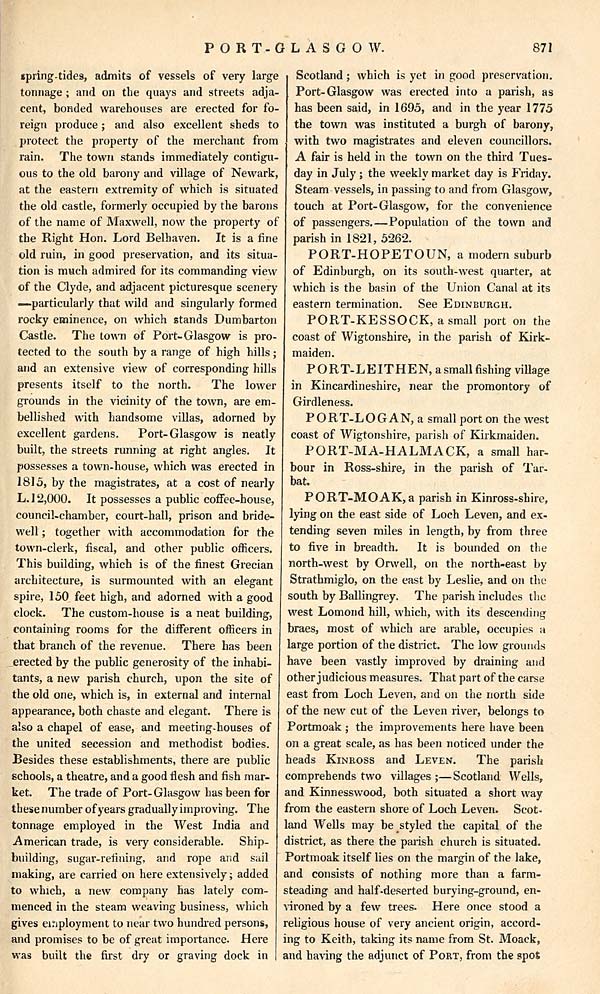 PORT-GLASGOW.
871
spring-tides, admits of vessels of very large
tonnage; and on the quays and streets adja-
cent, bonded warehouses are erected for fo-
reign produce; and also excellent sheds to
protect the property of the merchant from
rain. The town stands immediately contigu-
ous to the old barony and village of Newark,
at the eastern extremity of which is situated
the old castle, formerly occupied by the barons
of the name of Maxwell, now the property of
the Right Hon. Lord Belhaven. It is a fine
old ruin, in good preservation, and its situa-
tion is much admired for its commanding view
of the Clyde, and adjacent picturesque scenery
—particularly that wild and singularly formed
rocky eminence, on which stands Dumbarton
Castle. The town of Port-Glasgow is pro-
tected to the south by a range of high hills;
and an extensive view of corresponding hills
presents itself to the north. The lower
grounds in the vicinity of the town, are em-
bellished with handsome villas, adorned by
excellent gardens. Port-Glasgow is neatly
built, the streets running at right angles. It
possesses a town-house, which was erected in
1815, by the magistrates, at a cost of nearly
L.12,000. It possesses a public coffee-house,
council-chamber, court-hall, prison and bride-
well; together with accommodation for the
town-clerk, fiscal, and other public officers.
This building, which is of the finest Grecian
architecture, is surmounted with an elegant
spire, 150 feet high, and adorned with a good
clock. The custom-house is a neat building,
containing rooms for the different officers in
that branch of the revenue. There has been
erected by the public generosity of the inhabi-
tants, a new parish church, upon the site of
the old one, which is, in external and internal
appearance, both chaste and elegant. There is
also a chapel of ease, and meeting-houses of
the united secession and methodist bodies.
Besides these establishments, there are public
schools, a theatre, and a good flesh and fish mar-
ket. The trade of Port-Glasgow has been for
these number of years gradually improving. The
tonnage employed in the West India and
American trade, is very considerable. Ship-
building, sugar-refining, and rope and sail
making, are carried on here extensively; added
to which, a new company has lately com-
menced in the steam weaving business, which
gives employment to near two hundred persons,
and promises to be of great importance. Here
was built the first dry or graving dock in
Scotland; which is yet in good preservation.
Port-Glasgow was erected into a parish, as
has been said, in 1695, and in the year 1775
the town was instituted a burgh of barony,
with two magistrates and eleven councillors.
A fair is held in the town on the third Tues-
day in July; the weekly market day is Friday.
Steam vessels, in passing to and from Glasgow,
touch at Port-Glasgow, for the convenience
of passengers.—Population of the town and
parish in 1821, 5262.
PORT-HOPETOUN, a modern suburb
of Edinburgh, on its south-west quarter, at
which is the basin of the Union Canal at its
eastern termination. See EDINBURGH.
PORT-KESSOCK, a small port on the
coast of Wigtonshire, in the parish of Kirk-
maiden.
PORT-LEITHEN, a small fishing village
in Kincardineshire, near the promontory of
Girdleness.
PORT-LOGAN, a small port on the west
coast of Wigtonshire, parish of Kirkmaiden.
PORT-MA-HALMACK, a small har-
bour in Ross-shire, in the parish of Tar-
bat.
PORT-MOAK, a parish in Kinross-shire,
lying on the east side of Loch Leven, and ex-
tending seven miles in length, by from three
to five in breadth. It is bounded on the
north-west by Orwell, on the north-east by
Strathmiglo, on the east by Leslie, and on the
south by Ballingrey. The parish includes the
west Lomond hill, which, with its descending
braes, most of which are arable, occupies a
large portion of the district. The low grounds
have been vastly improved by draining and
other judicious measures. That part of the carse
east from Loch Leven, and on the north side
of the new cut of the Leven river, belongs to
Portmoak; the improvements here have been
on a great scale, as has been noticed under the
heads KINROSS and LEVEN. The parish
comprehends two villages;—Scotland Wells,
and Kinnesswood, both situated a short way
from the eastern shore of Loch Leven. Scot-
land Wells may be styled the capital of the
district, as there the parish church is situated.
Portmoak itself lies on the margin of the lake,
and consists of nothing more than a farm-
steading and half-deserted burying-ground, en-
vironed by a few trees. Here once stood a
religious house of very ancient origin, accord-
ing to Keith, taking its name from St. Moack,
and having the adjunct of PORT, from the spot